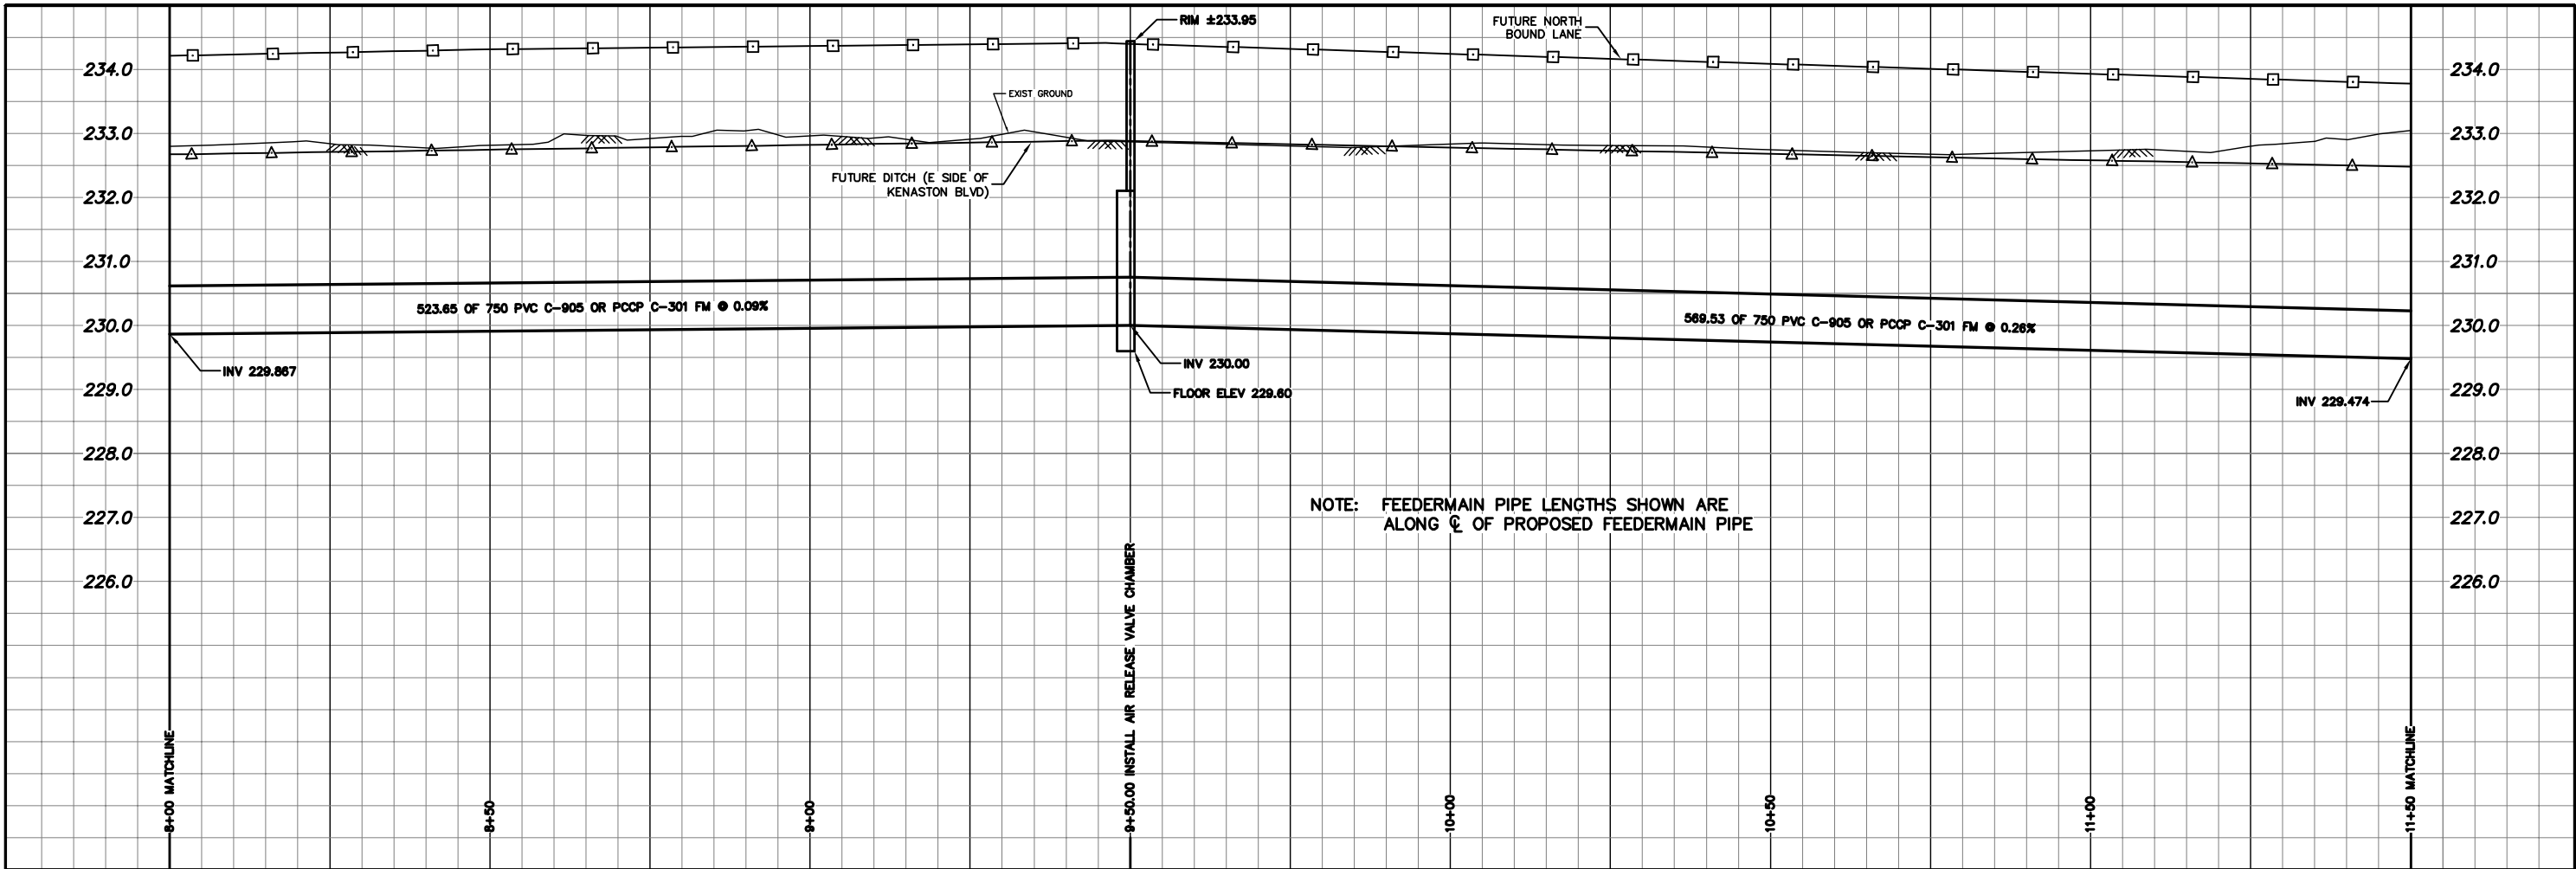 RIM ±233.95
FUTURE NORTH
BOUND LANE
234.0
234.0
EXIST GROUND
233.0
233.0
FUTURE DITCH (E SIDE OF
KENASTON BLVD)
232.0
232.0
231.0
231.0
523.65 OF 750 PVC C-905 OR PCCP C-301 FM @ 0.09%
569.53 OF 750 PVC C-905 OR PCCP C-301 FM @ 0.26%
230.0
230.0
INV 229.867
INV 230.00
229.0
FLOOR ELEV 229.60
INV 229.474
229.0
228.0
228.0
NOTE: FEEDERMAIN PIPE LENGTHS SHOWN ARE
ALONG ℄ OF PROPOSED FEEDERMAIN PIPE
227.0
227.0
226.0
226.0
8+00 MATCHLINE
8+50
9+00
9+50.00 INSTALL AIR RELEASE VALVE CHAMBER
10+00
10+50
11+00
11+50 MATCHLINE